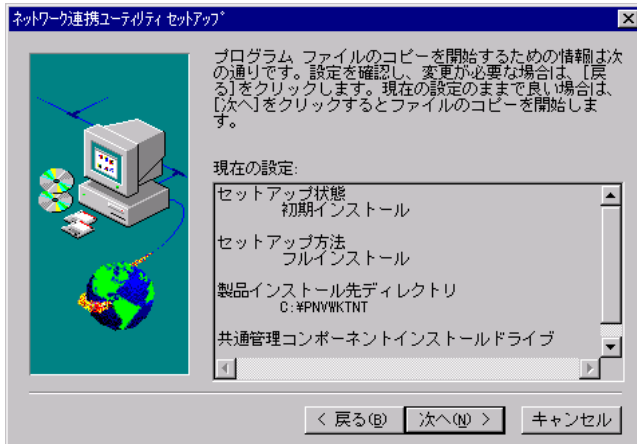 ネットワーク連携ユーティリティ セットアップ
プログラム ファイルのコピーを開始するための情報は次
の通りです。設定を確認し、変更が必要な場合は、[戻
る]をクリックします。現在の設定のままで良い場合は、
[次へ]をクリックするとファイルのコピーを開始しま
す。
現在の設定:
セットアップ状態
初期インストール
セットアップ方法
フルインストール
製品インストール先ディレクトリ
C:¥PNVWKTNT
共通管理コンポーネントインストールドライブ
< 戻る(B)
次へ(N) >
キャンセル